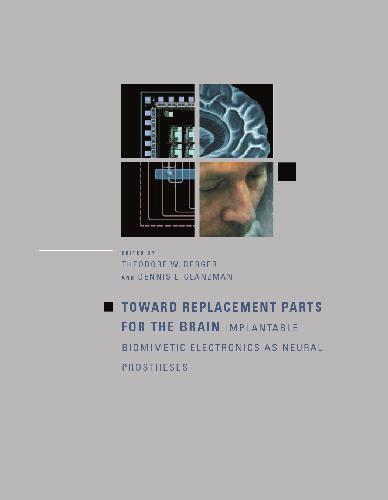 EDITED BY
THEODORE W. BERGER
AND DENNIS L. GLANZMAN
TOWARD REPLACEMENT PARTS
FOR THE BRAIN IMPLANTABLE
BIOMIMETIC ELECTRONICS AS NEURAL
PROSTHESES